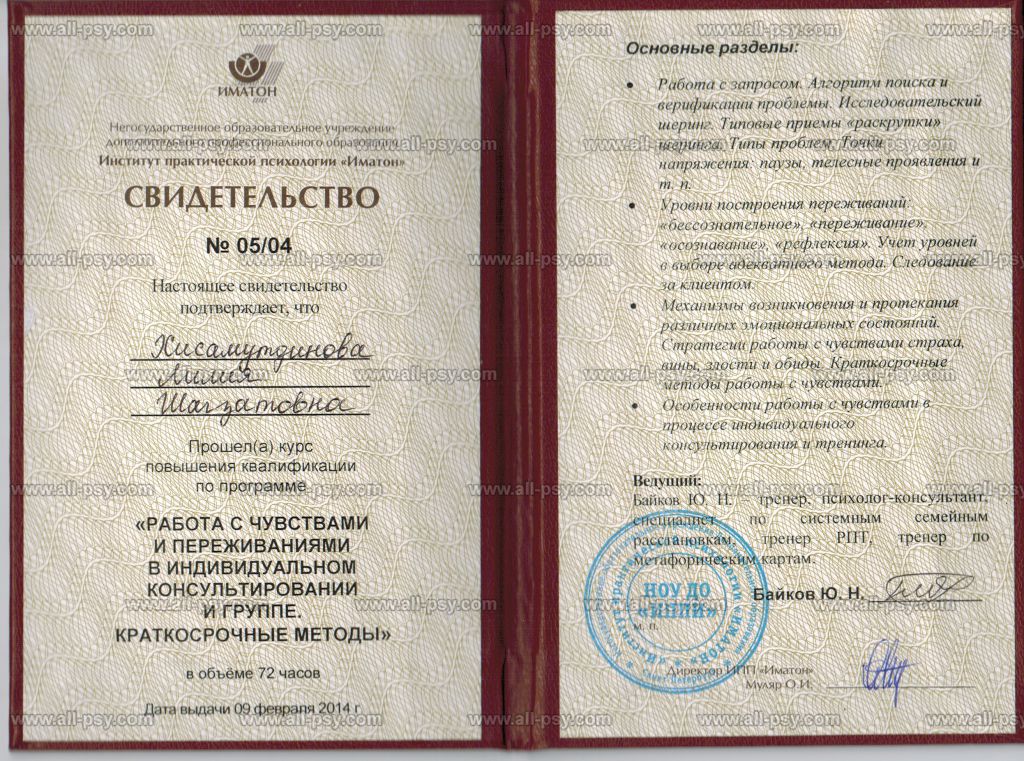 ИМАТОН
Негосударственное образовательное учреждение
дополнительного профессионального образования
Институт практической психологии «Иматон»
СВИДЕТЕЛЬСТВО
№ 05/04
Настоящее свидетельство
подтверждает, что
Хисамутдинова
Лилия
Шагзатовна
Прошел(а) курс
повышения квалификации
по программе
«РАБОТА С ЧУВСТВАМИ
И ПЕРЕЖИВАНИЯМИ
В ИНДИВИДУАЛЬНОМ
КОНСУЛЬТИРОВАНИИ
И ГРУППЕ.
КРАТКОСРОЧНЫЕ МЕТОДЫ»
в объёме 72 часов
Дата выдачи 09 февраля 2014 г
Основные разделы:
• Работа с запросом. Алгоритм поиска и
верификации проблемы. Исследовательский
шеринг. Типовые приемы «раскрутки»
шеринга. Типы проблем. Точки
напряжения: паузы, телесные проявления и
т. п.
• Уровни построения переживаний:
«бессознательное», «переживание»,
«осознавание», «рефлексия». Учет уровней
в выборе адекватного метода. Следование
за клиентом.
• Механизмы возникновения и протекания
различных эмоциональных состояний.
Стратегии работы с чувствами страха,
вины, злости и обиды. Краткосрочные
методы работы с чувствами.
• Особенности работы с чувствами в
процессе индивидуального
консультирования и тренинга.
Ведущий:
Байков Ю. Н. тренер, психолог-консультант,
специалист по системным семейным
расстановкам, тренер РПТ, тренер по
метафорическим картам.
НОУ ДО
«ИПП»
Байков Ю. Н.
м. п.
Директор ИПП «Иматон»
Муляр О.И.
www.all-psy.com